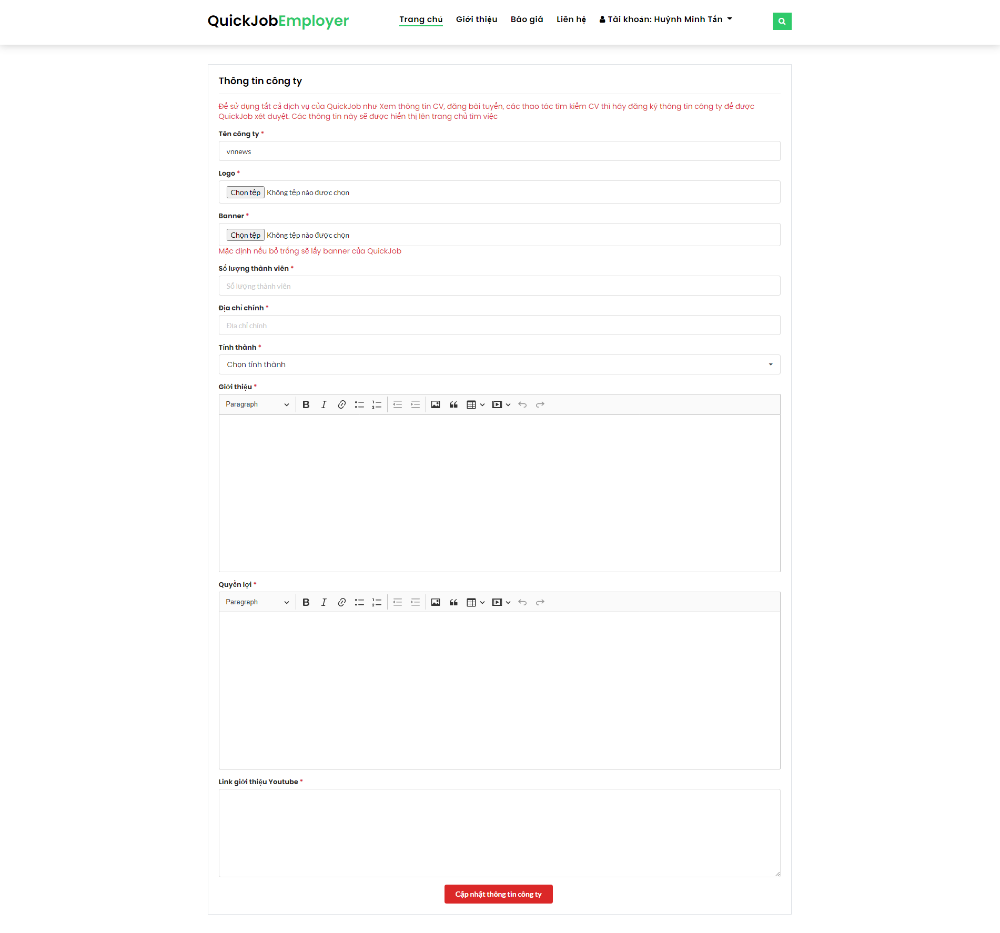 QuickJobEmployer
Trang chủ Giới thiệu Báo giá Liên hệ Tài khoản: Huỳnh Minh Tấn
Thông tin công ty
Để sử dụng tất cả dịch vụ của QuickJob như Xem thông tin CV, đăng bài tuyển, các thao tác tìm kiếm CV thì hãy đăng ký thông tin công ty để được
QuickJob xét duyệt. Các thông tin này sẽ được hiển thị lên trang chủ tìm việc
Tên công ty *
vnnews
Logo *
Chọn tệp Không tệp nào được chọn
Banner *
Chọn tệp Không tệp nào được chọn
Mặc định nếu bỏ trống sẽ lấy banner của QuickJob
Số lượng thành viên *
Số lượng thành viên
Địa chỉ chính *
Địa chỉ chính
Tỉnh thành *
Chọn tỉnh thành
Giới thiệu *
Paragraph
Quyền lợi *
Paragraph
Link giới thiệu Youtube *
Cập nhật thông tin công ty